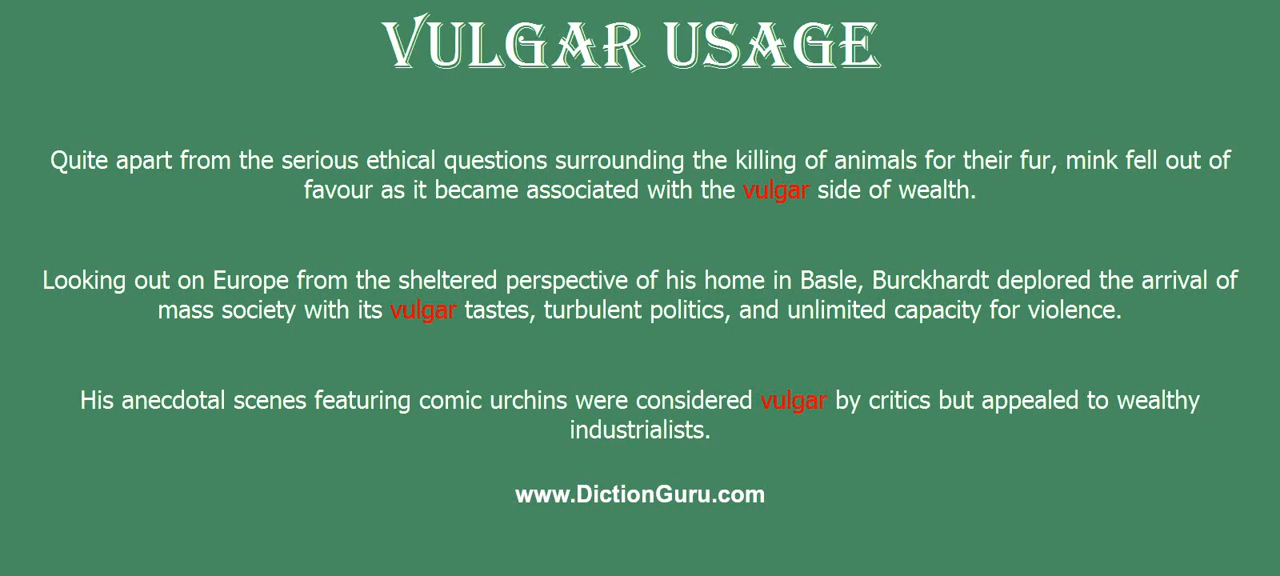 VULGAR USAGE
Quite apart from the serious ethical questions surrounding the killing of animals for their fur, mink fell out of
favour as it became associated with the vulgar side of wealth.
Looking out on Europe from the sheltered perspective of his home in Basle, Burckhardt deplored the arrival of
mass society with its vulgar tastes, turbulent politics, and unlimited capacity for violence.
His anecdotal scenes featuring comic urchins were considered vulgar by critics but appealed to wealthy
industrialists.
www.DictionGuru.com